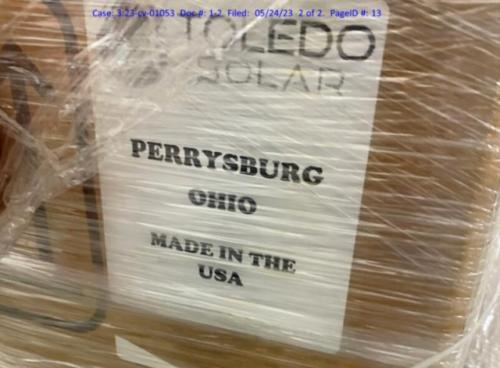 Case: 3:23-cv-01053 Doc #: 1-2 Filed: 05/24/23 2 of 2. PageID #: 13
TOLEDO
SOLAR
PERRYSBURG
OHIO
MADE IN THE
USA